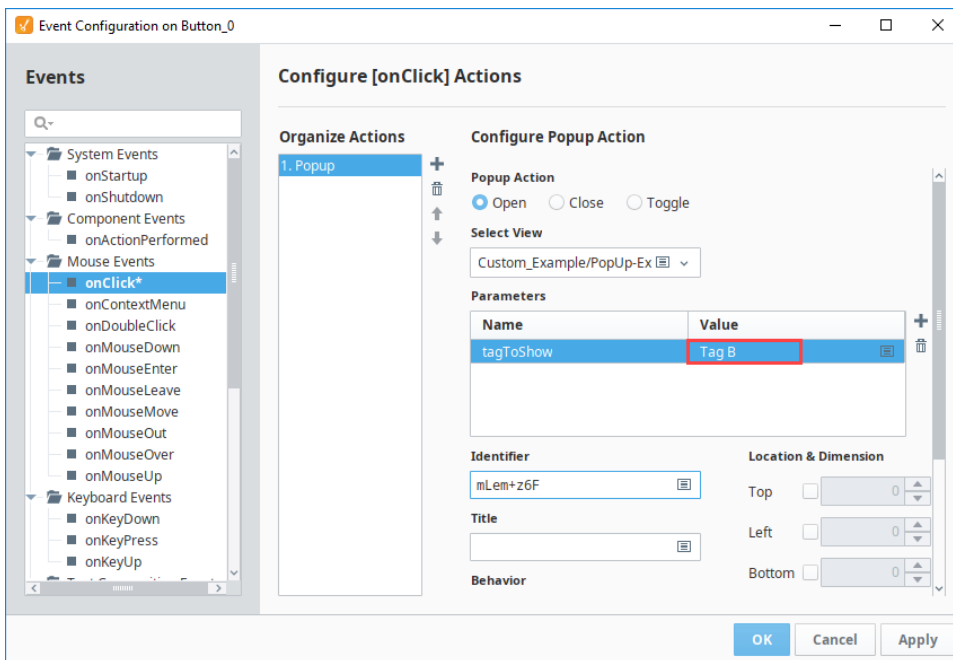 Event Configuration on Button_0
Events
System Events
onStartup
onShutdown
Component Events
onActionPerformed
Mouse Events
onClick*
onContextMenu
onDoubleClick
onMouseDown
onMouseEnter
onMouseLeave
onMouseMove
onMouseOut
onMouseOver
onMouseUp
Keyboard Events
onKeyDown
onKeyPress
onKeyUp
Configure [onClick] Actions
Organize Actions
1. Popup
Configure Popup Action
Popup Action
Open Close Toggle
Select View
Custom_Example/PopUp-Ex
Parameters
Name Value
tagToShow Tag B
Identifier
mLem+z6F
Title
Behavior
Location & Dimension
Top 0
Left 0
Bottom 0
OK Cancel Apply